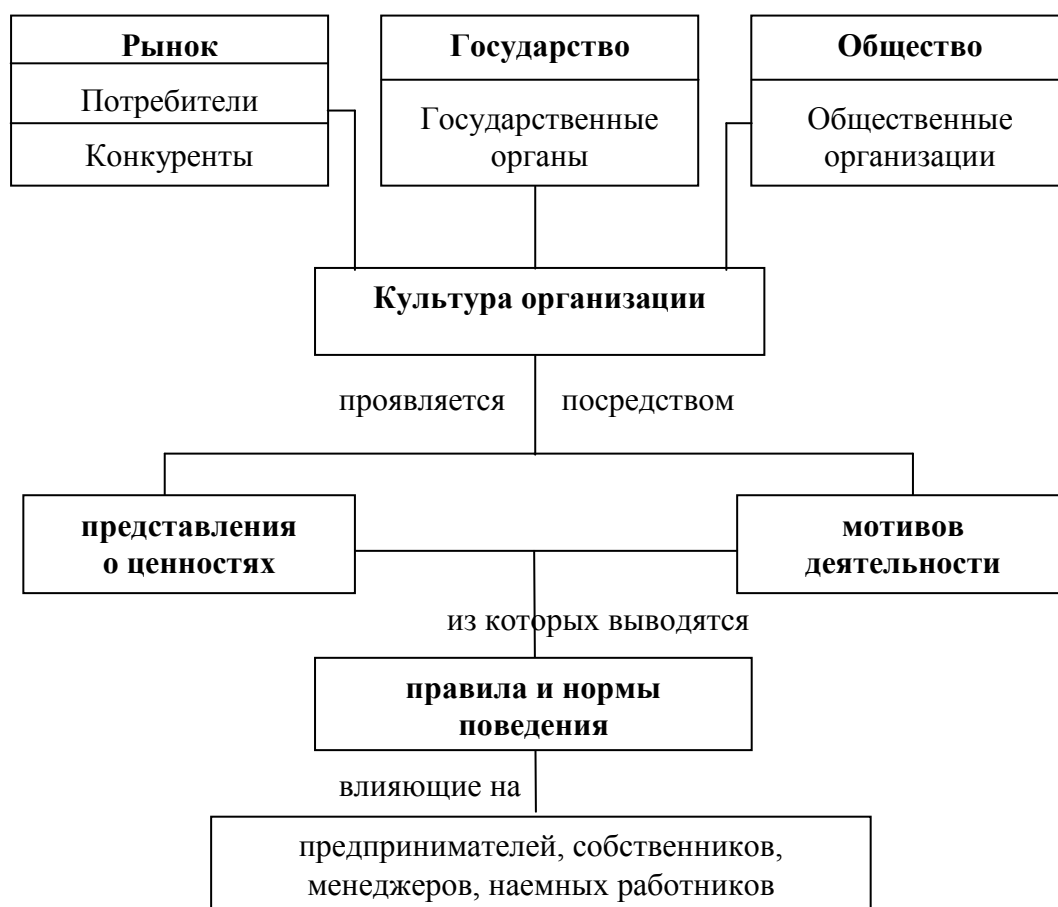 Рынок
Потребители
Конкуренты
Государство
Государственные
органы
Общество
Общественные
организации
Культура организации
проявляется посредством
представления
о ценностях
мотивов
деятельности
из которых выводятся
правила и нормы
поведения
влияющие на
предпринимателей, собственников,
менеджеров, наемных работников